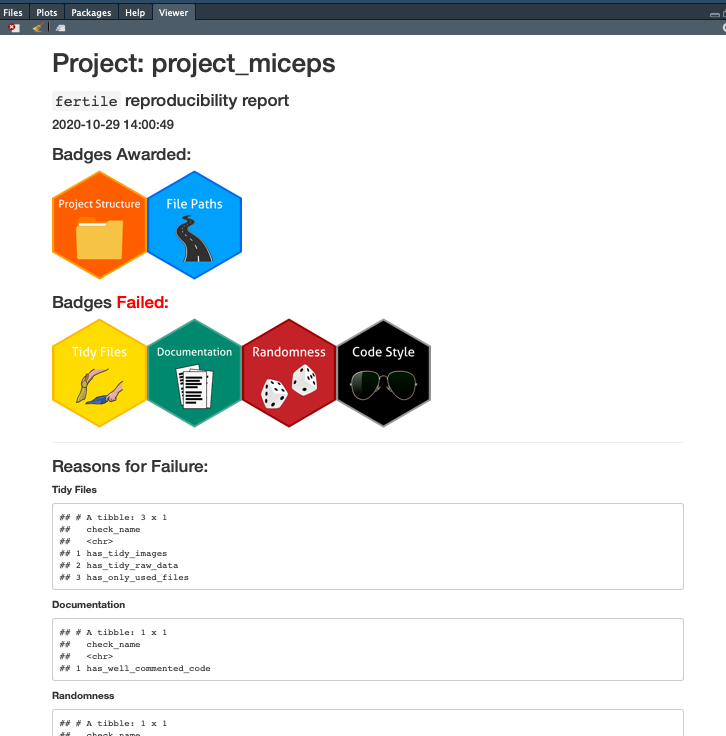 Files Plots Packages Help Viewer
Project: project_miceps
fertile reproducibility report
2020-10-29 14:00:49
Badges Awarded:
Project Structure File Paths
Badges Failed:
Tidy Files Documentation Randomness Code Style
Reasons for Failure:
Tidy Files
## # A tibble: 3 x 1
##   check_name
##   <chr>
## 1 has_tidy_images
## 2 has_tidy_raw_data
## 3 has_only_used_files
Documentation
## # A tibble: 1 x 1
##   check_name
##   <chr>
## 1 has_well_commented_code
Randomness
## # A tibble: 1 x 1
##   check_name